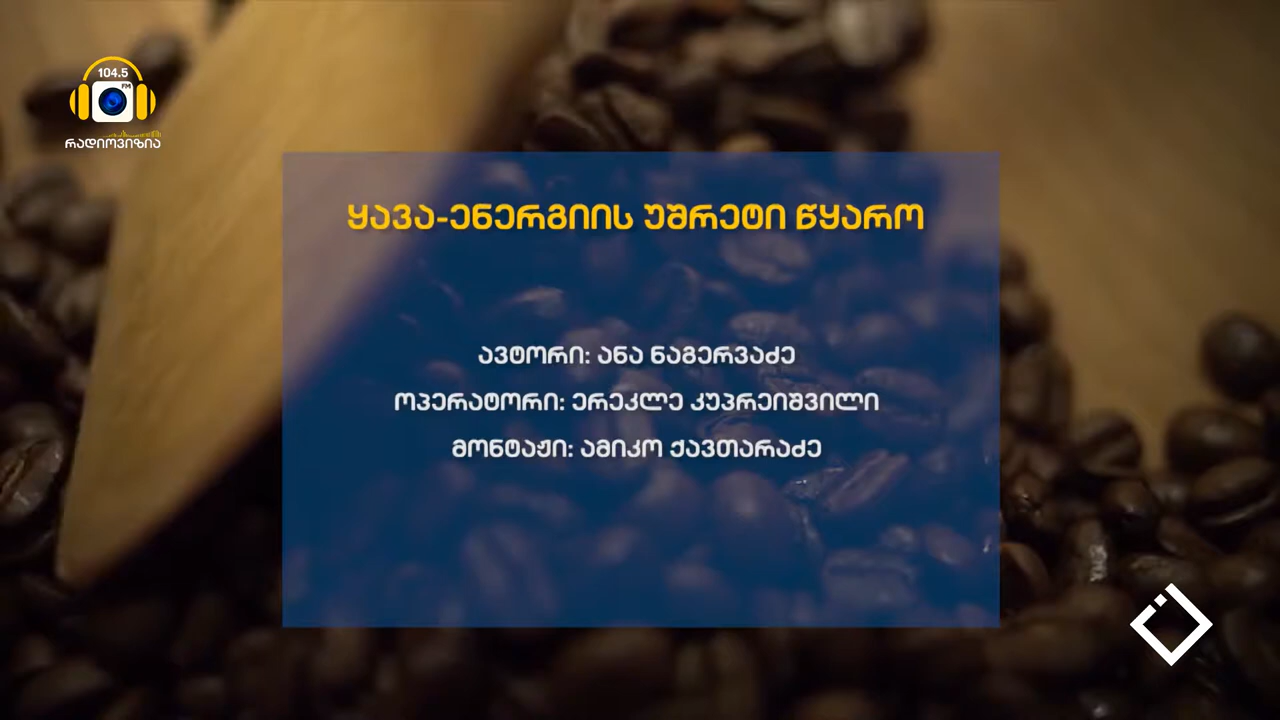 104.5
FM
რადიოვიზია
ყავა-ენერგიის უშრეტი წყარო
ავტორი: ანა ნაგერვაძე
ოპერატორი: ერეკლე კუპრეიშვილი
მონტაჟი: ამიკო ქავთარაძე